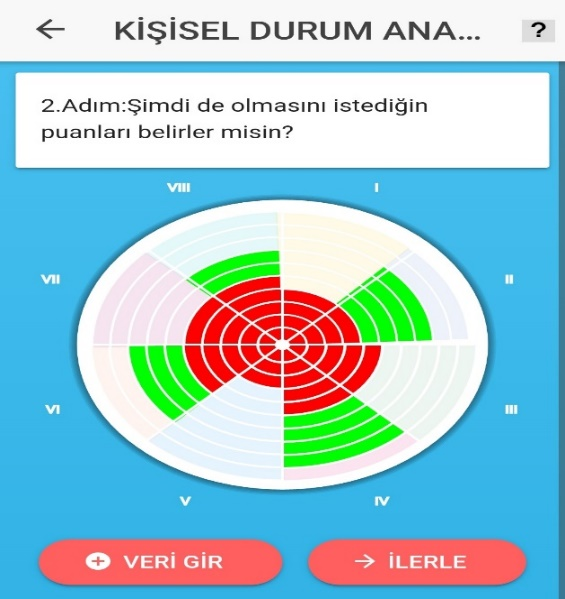 KİŞİSEL DURUM ANA...
?
2.Adım:Şimdi de olmasını istediğin
puanları belirler misin?
VIII
I
VII
II
VI
III
V
IV
VERİ GİR
İLERLE